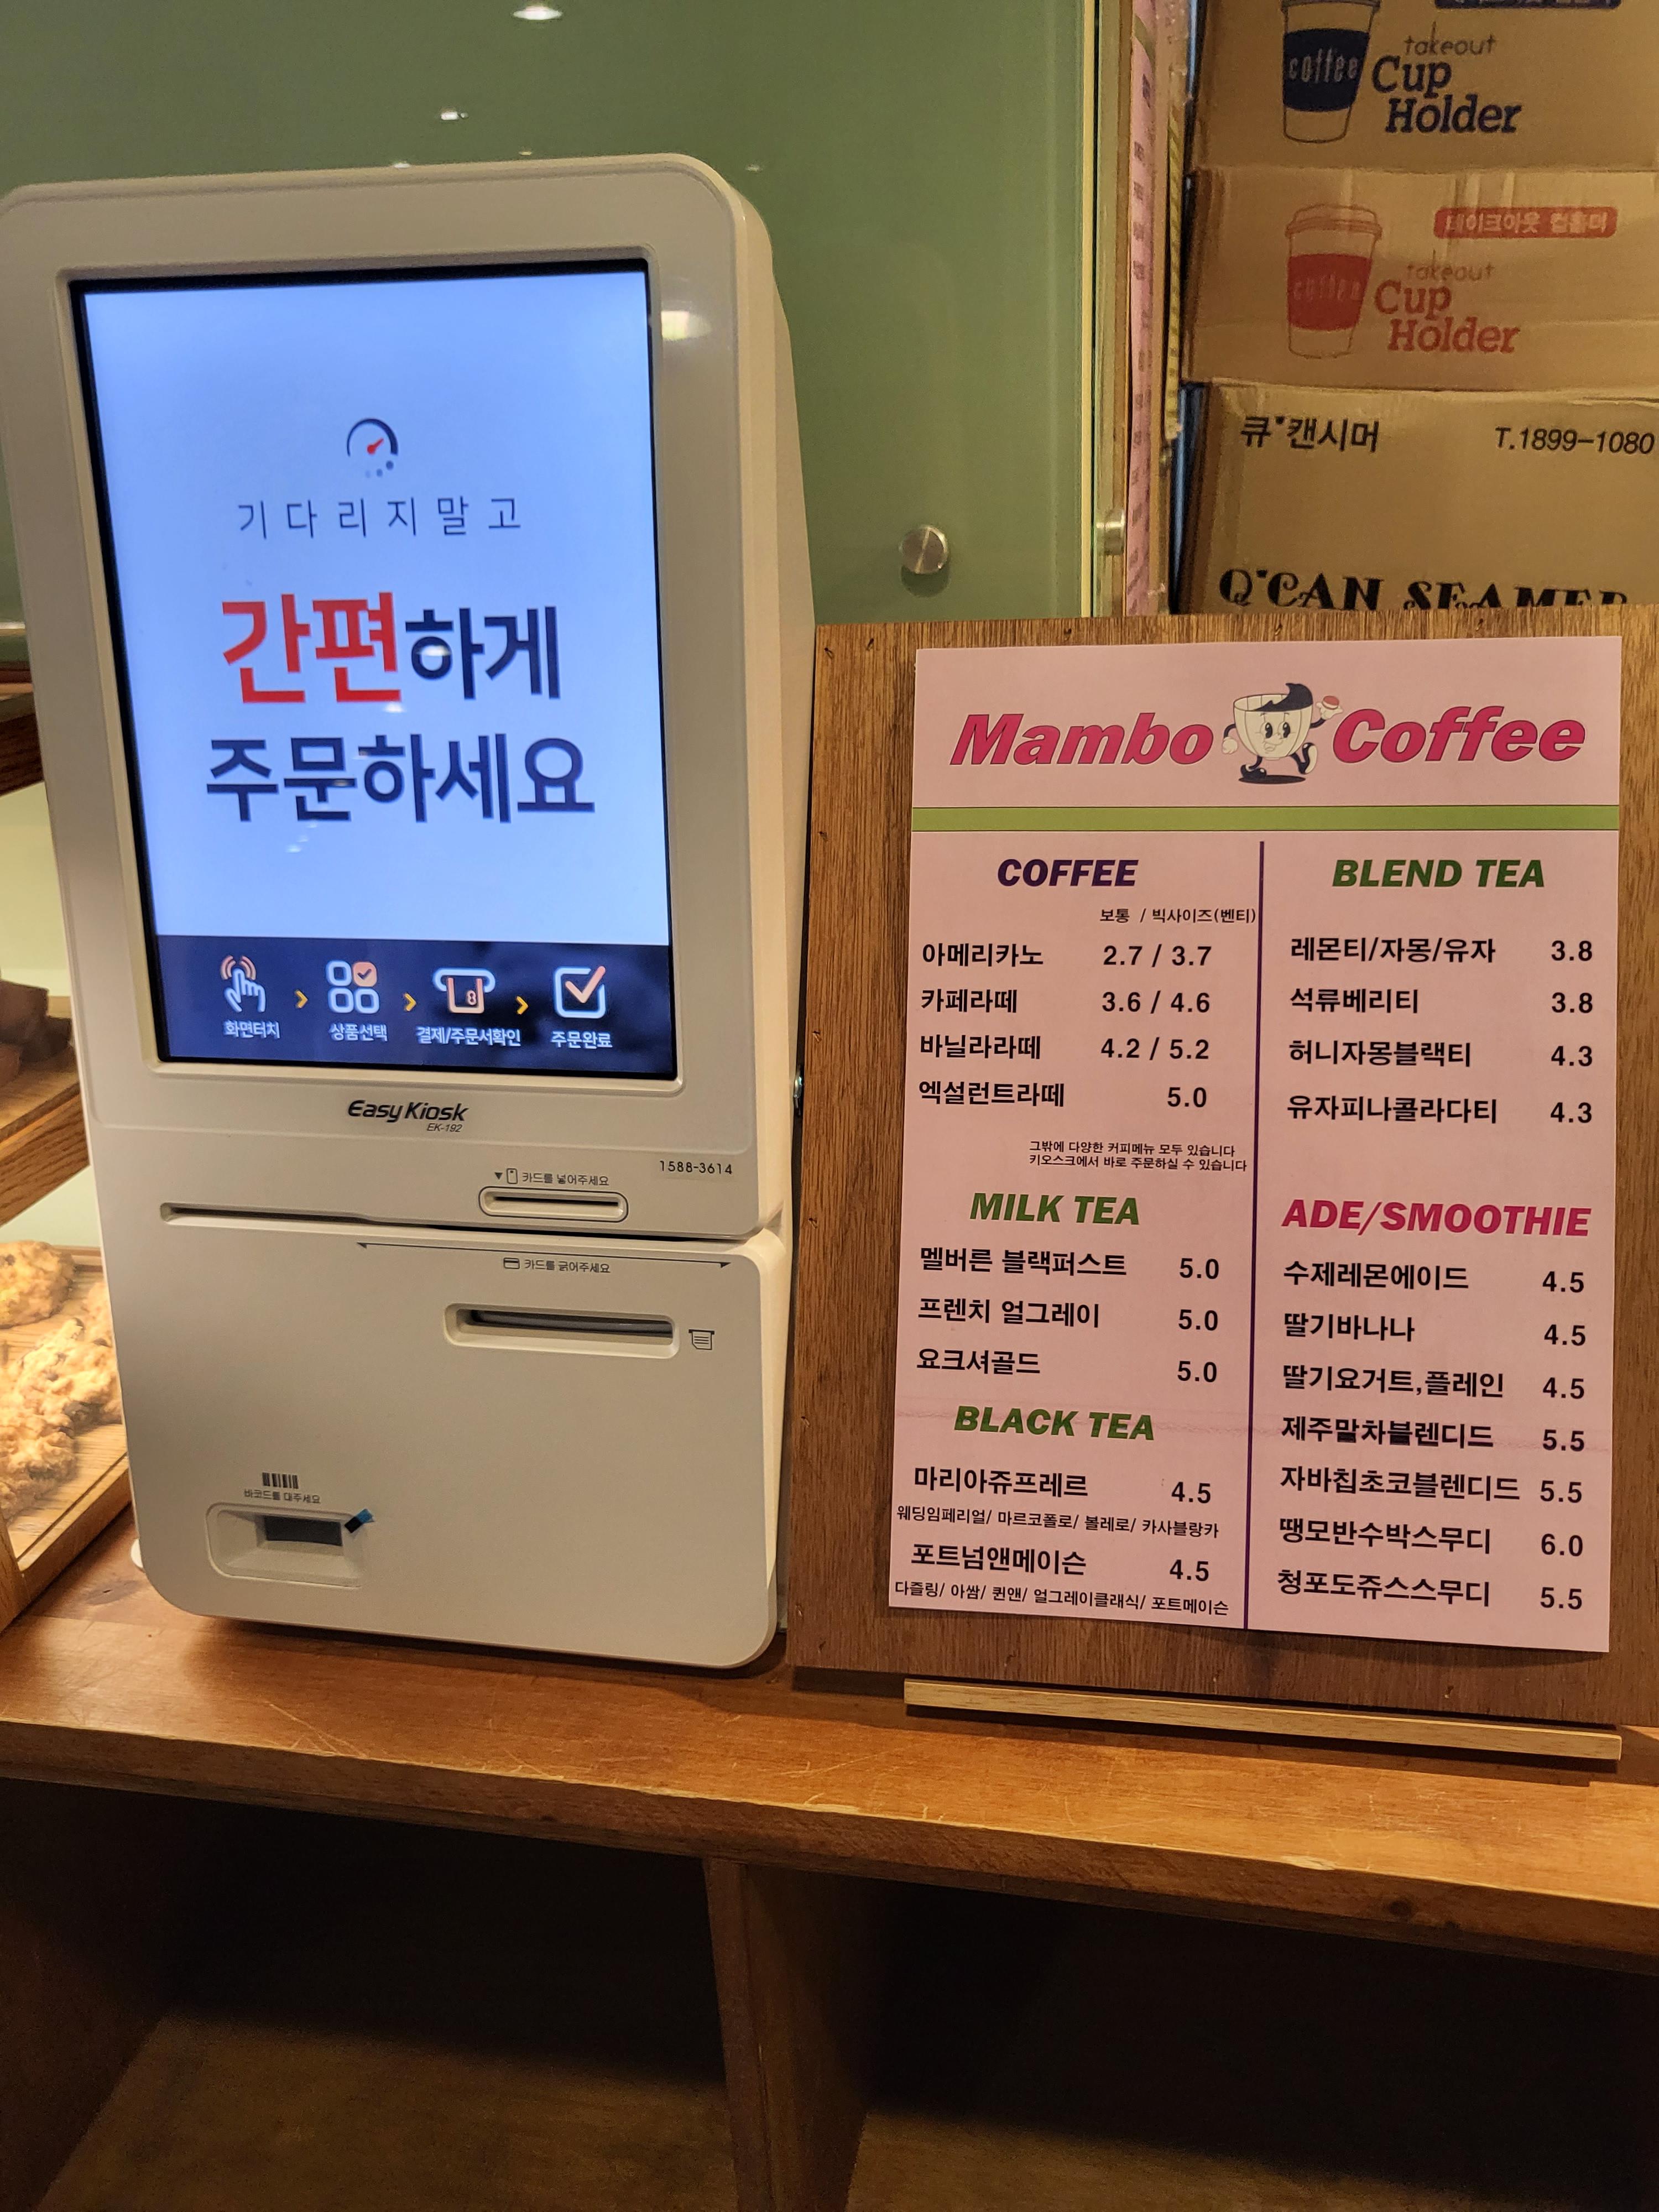 기다리지말고
간편하게
주문하세요
화면터치 > 상품선택 > 결제/주문서확인 > 주문완료
Easy Kiosk
EK-192
1588-3614
카드를 넣어주세요
카드를 긁어주세요
바코드를 대주세요
takeout
coffee Cup
Holder
테이크아웃 컵홀더
takeout
coffee Cup
Holder
큐캔시머 T.1899-1080
Q CAN SEAMER
Mambo Coffee
COFFEE
보통 / 빅사이즈(벤티)
아메리카노 2.7 / 3.7
카페라떼 3.6 / 4.6
바닐라라떼 4.2 / 5.2
엑설런트라떼 5.0
그밖에 다양한 커피메뉴 모두 있습니다
키오스크에서 바로 주문하실 수 있습니다
MILK TEA
멜버른 블랙퍼스트 5.0
프렌치 얼그레이 5.0
요크셔골드 5.0
BLACK TEA
마리아쥬프레르 4.5
웨딩임페리얼/ 마르코폴로/ 볼레로/ 카사블랑카
포트넘앤메이슨 4.5
다즐링/ 아쌈/ 퀸앤/ 얼그레이클래식/ 포트메이슨
BLEND TEA
레몬티/자몽/유자 3.8
석류베리티 3.8
허니자몽블랙티 4.3
유자피나콜라다티 4.3
ADE/SMOOTHIE
수제레몬에이드 4.5
딸기바나나 4.5
딸기요거트,플레인 4.5
제주말차블렌디드 5.5
자바칩초코블렌디드 5.5
땡모반수박스무디 6.0
청포도쥬스스무디 5.5